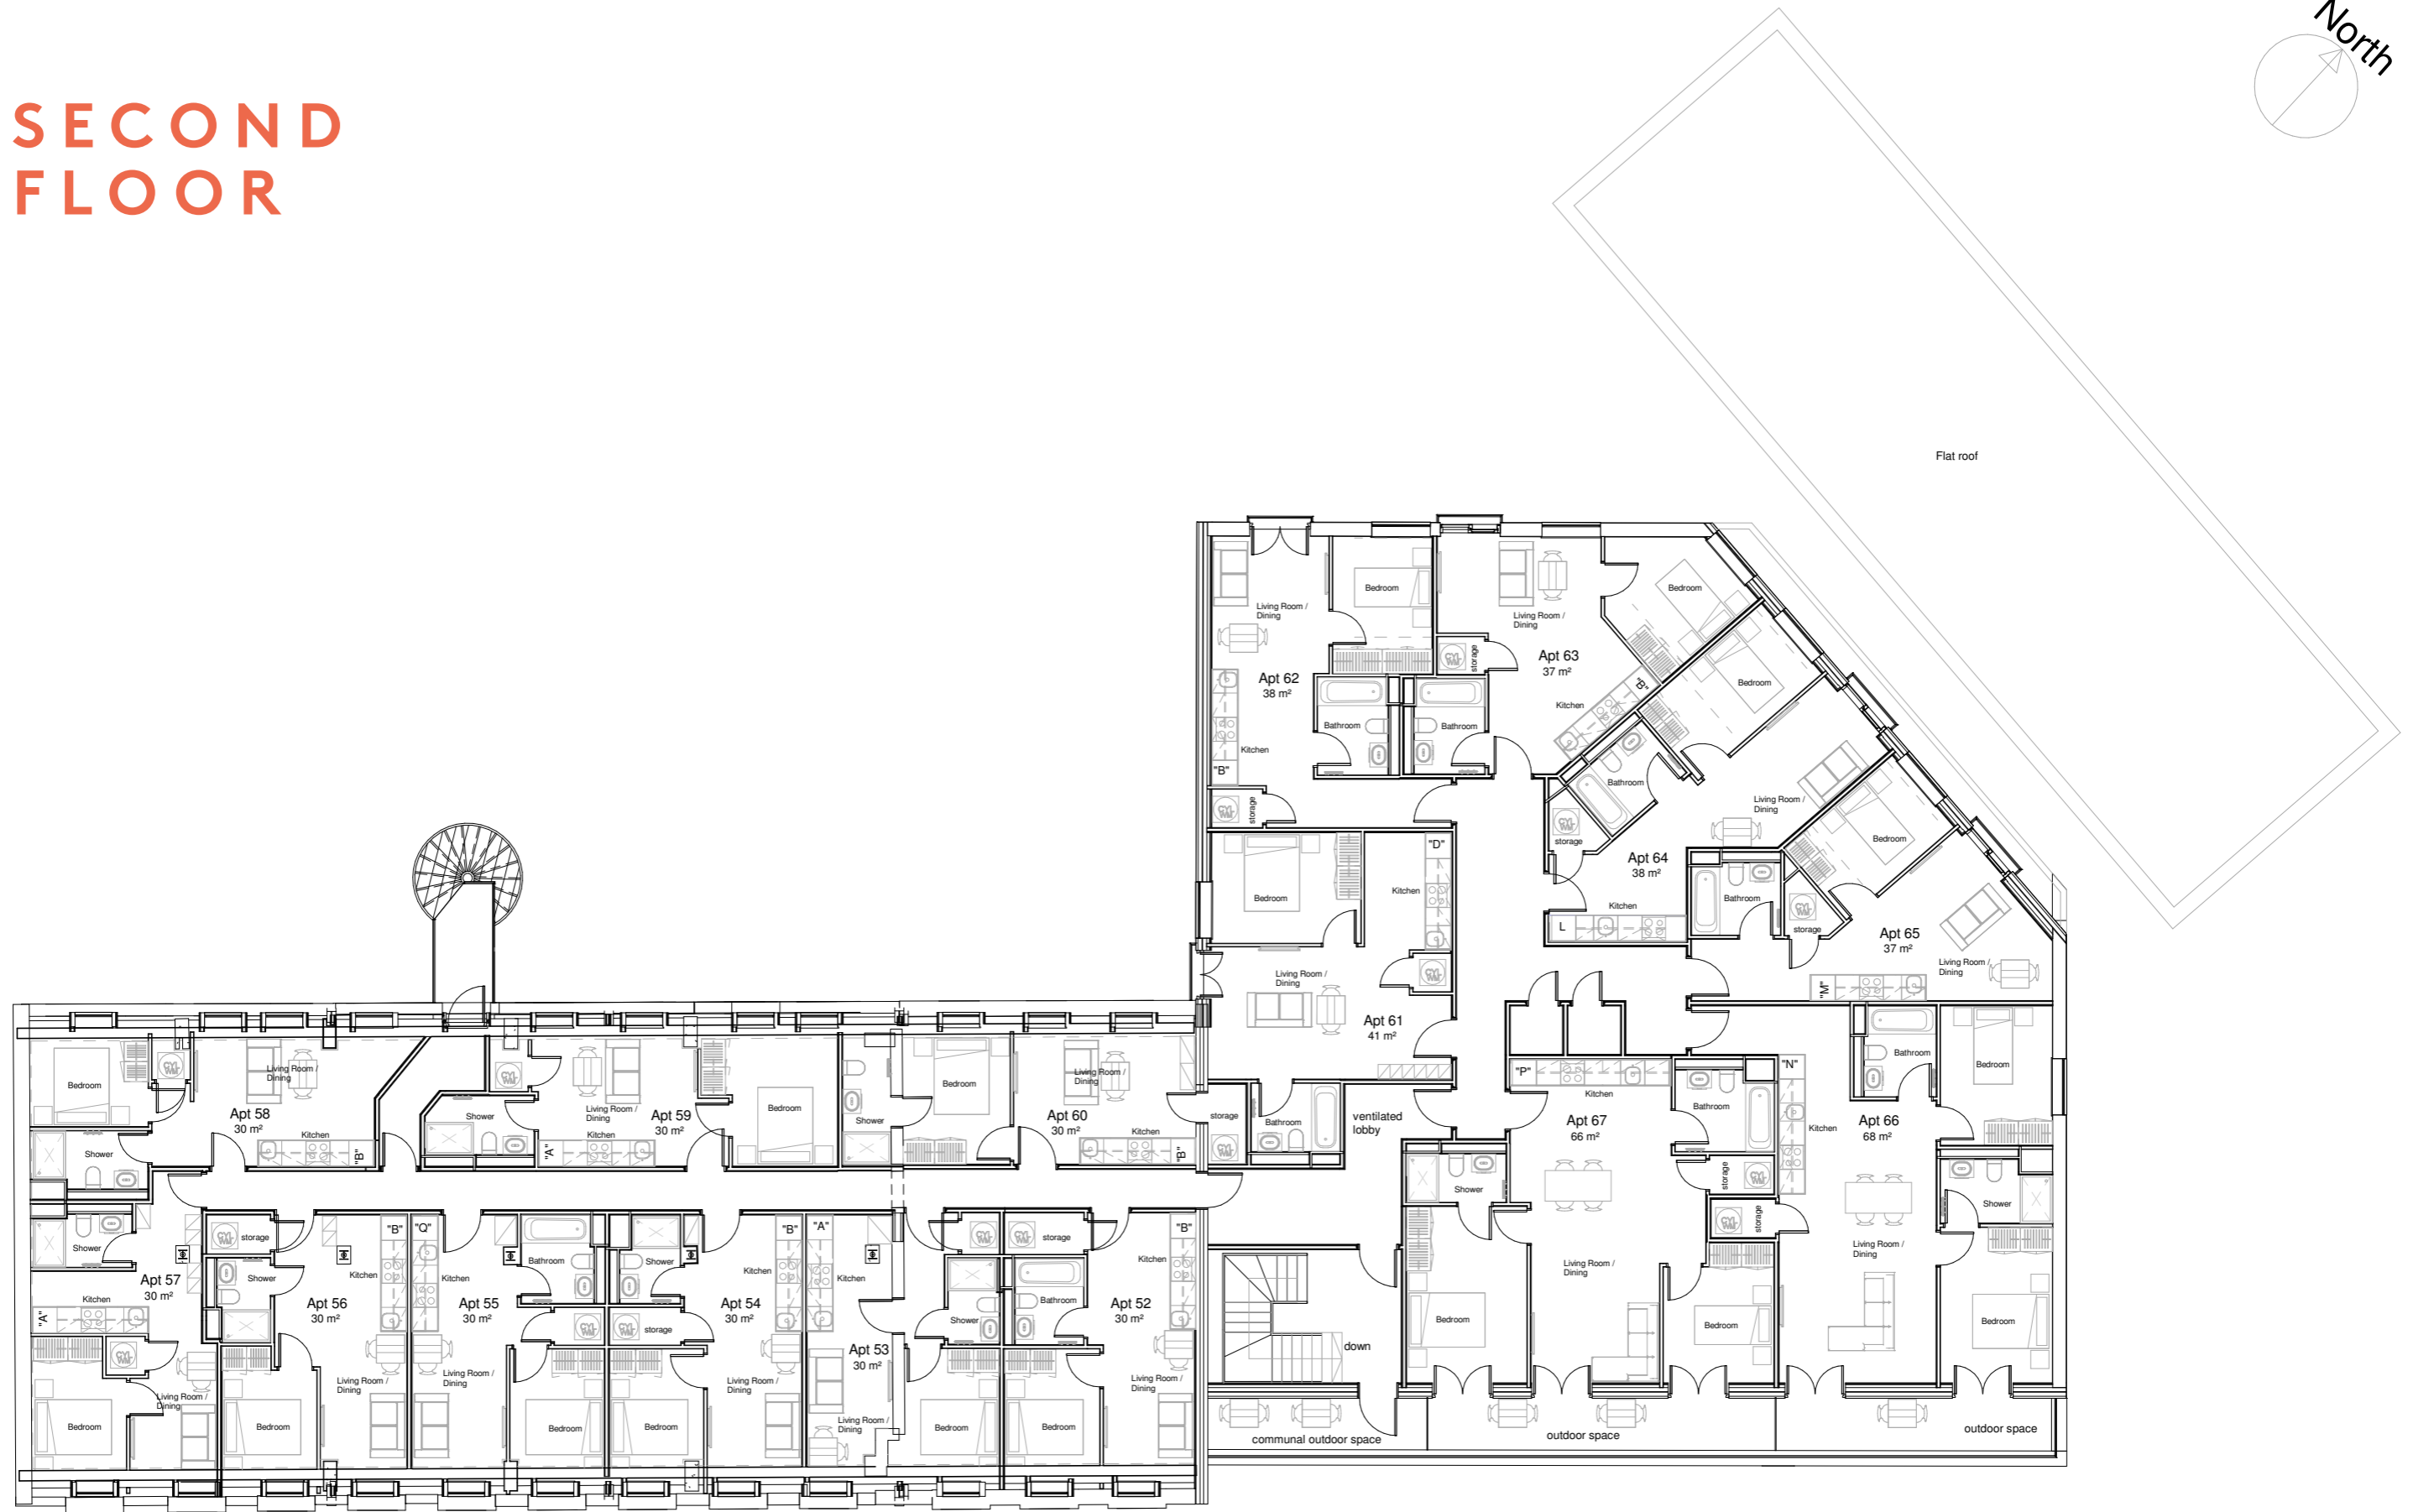 SECOND
FLOOR
North
Flat roof
Living Room /
Dining
Bedroom
Apt 62
38 m²
storage
Bathroom
Kitchen
"B"
storage
Living Room /
Dining
Bedroom
Apt 63
37 m²
Kitchen
"B"
Bathroom
Bedroom
Bathroom
Living Room /
Dining
storage
Apt 64
38 m²
Kitchen
L
Bedroom
Bathroom
storage
Apt 65
37 m²
Living Room /
Dining
"M"
Bedroom
"D"
Kitchen
Living Room /
Dining
Apt 61
41 m²
storage
Bathroom
ventilated
lobby
"P"
Kitchen
Bathroom
Apt 67
66 m²
storage
Shower
Living Room /
Dining
Bedroom
Bedroom
"N"
Kitchen
Bathroom
Bedroom
Apt 66
68 m²
storage
Shower
Living Room /
Dining
Bedroom
down
communal outdoor space
outdoor space
outdoor space
Bedroom
Living Room /
Dining
Apt 58
30 m²
Kitchen
"B"
Shower
Shower
Living Room /
Dining
Apt 59
30 m²
Kitchen
"A"
Bedroom
Shower
Bedroom
Living Room /
Dining
Apt 60
30 m²
Kitchen
"B"
Shower
Apt 57
30 m²
Kitchen
"A"
Living Room /
Dining
Bedroom
storage
Shower
"B"
Kitchen
Apt 56
30 m²
Living Room /
Dining
Bedroom
"Q"
Kitchen
Bathroom
Apt 55
30 m²
Living Room /
Dining
Bedroom
Shower
"B"
Kitchen
Apt 54
30 m²
storage
Living Room /
Dining
Bedroom
"A"
Kitchen
Shower
Apt 53
30 m²
Living Room /
Dining
Bedroom
storage
"B"
Kitchen
Bathroom
Apt 52
30 m²
Living Room /
Dining
Bedroom